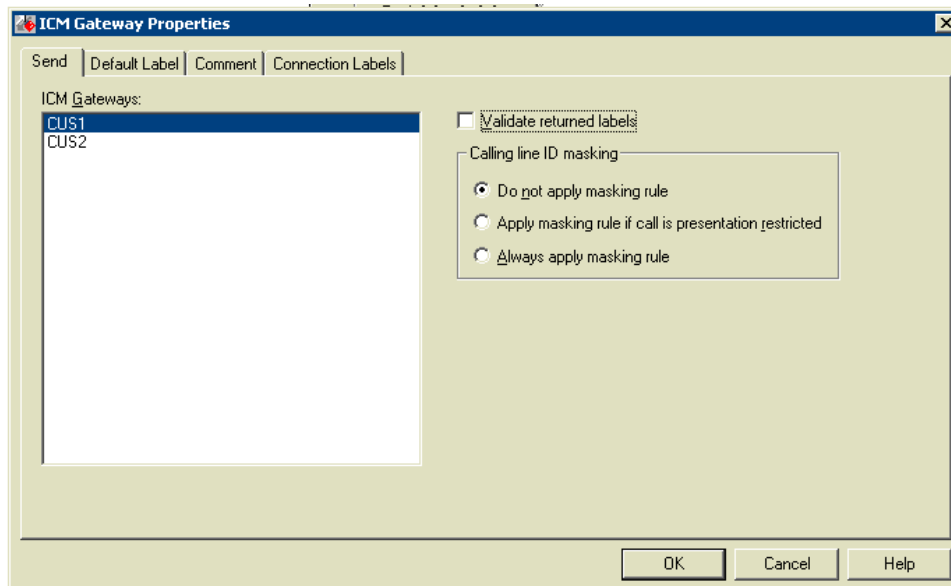 ICM Gateway Properties
Send Default Label Comment Connection Labels
ICM Gateways:
CUS1
CUS2
Validate returned labels
Calling line ID masking
Do not apply masking rule
Apply masking rule if call is presentation restricted
Always apply masking rule
OK Cancel Help